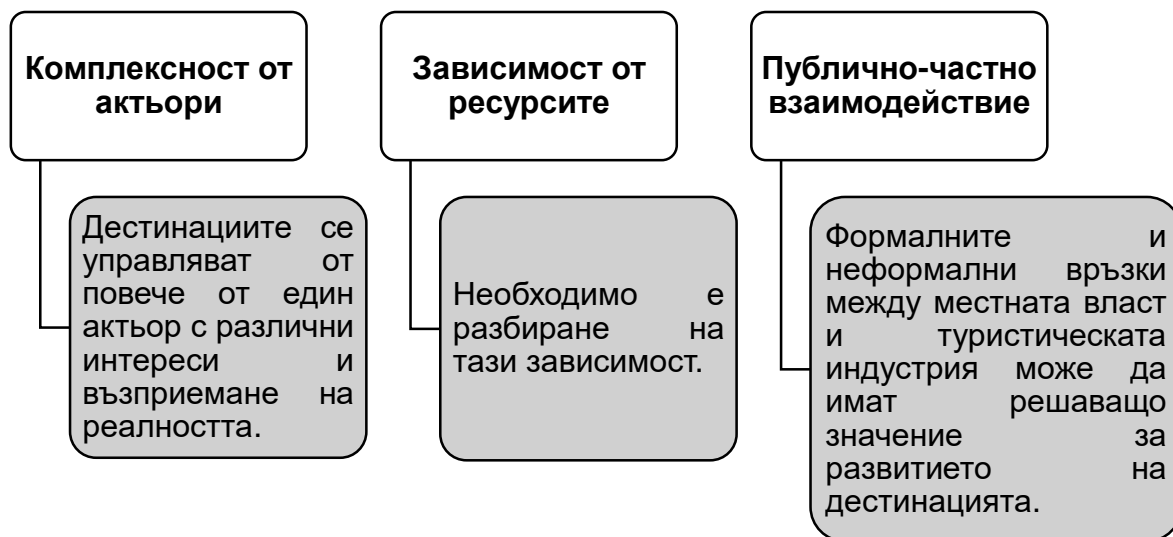 Комплексност от
актьори
Дестинациите се
управляват от
повече от един
актьор с различни
интереси и
възприемане на
реалността.
Зависимост от
ресурсите
Необходимо е
разбиране на
тази зависимост.
Публично-частно
взаимодействие
Формалните и
неформални връзки
между местната власт
и туристическата
индустрия може да
имат решаващо
значение за
развитието на
дестинацията.